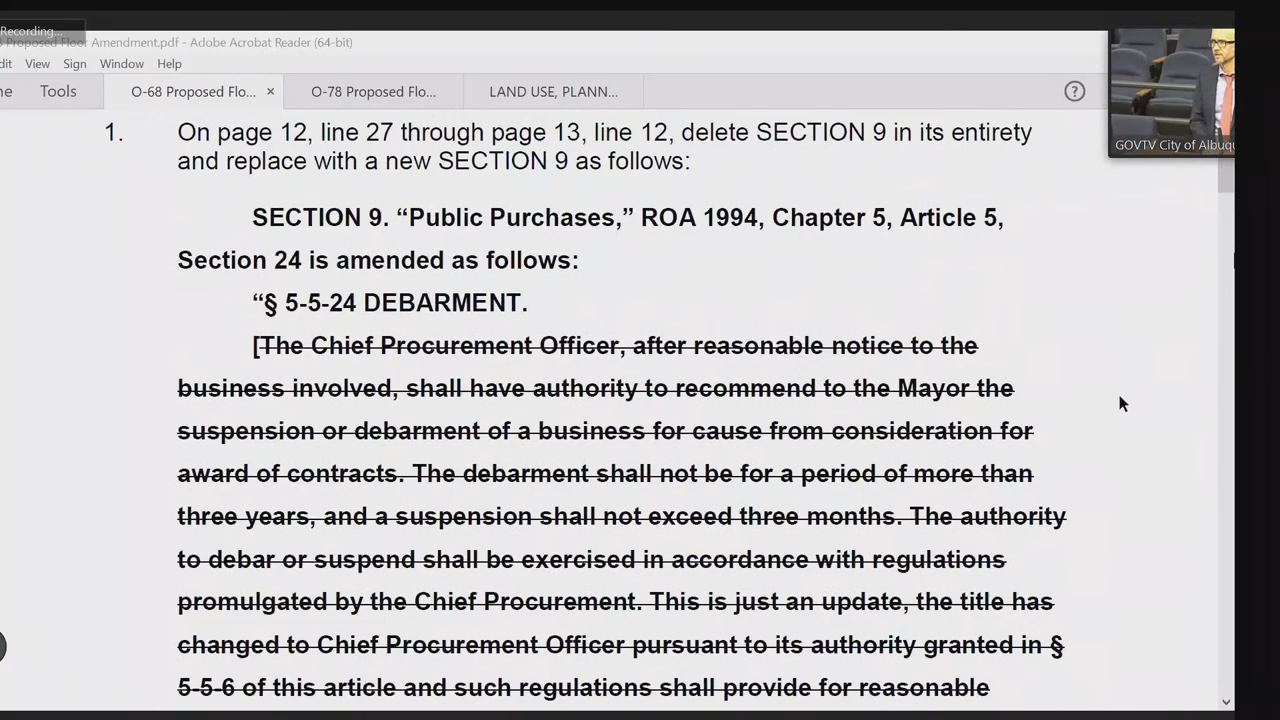 Recording...
Proposed Floor Amendment.pdf - Adobe Acrobat Reader (64-bit)
View Sign Window Help
Tools O-68 Proposed Flo... × O-78 Proposed Flo... LAND USE, PLANN... ?
GOVTV City of Albuqu
1. On page 12, line 27 through page 13, line 12, delete SECTION 9 in its entirety
and replace with a new SECTION 9 as follows:
SECTION 9. “Public Purchases,” ROA 1994, Chapter 5, Article 5,
Section 24 is amended as follows:
“§ 5-5-24 DEBARMENT.
[The Chief Procurement Officer, after reasonable notice to the
business involved, shall have authority to recommend to the Mayor the
suspension or debarment of a business for cause from consideration for
award of contracts. The debarment shall not be for a period of more than
three years, and a suspension shall not exceed three months. The authority
to debar or suspend shall be exercised in accordance with regulations
promulgated by the Chief Procurement. This is just an update, the title has
changed to Chief Procurement Officer pursuant to its authority granted in §
5-5-6 of this article and such regulations shall provide for reasonable